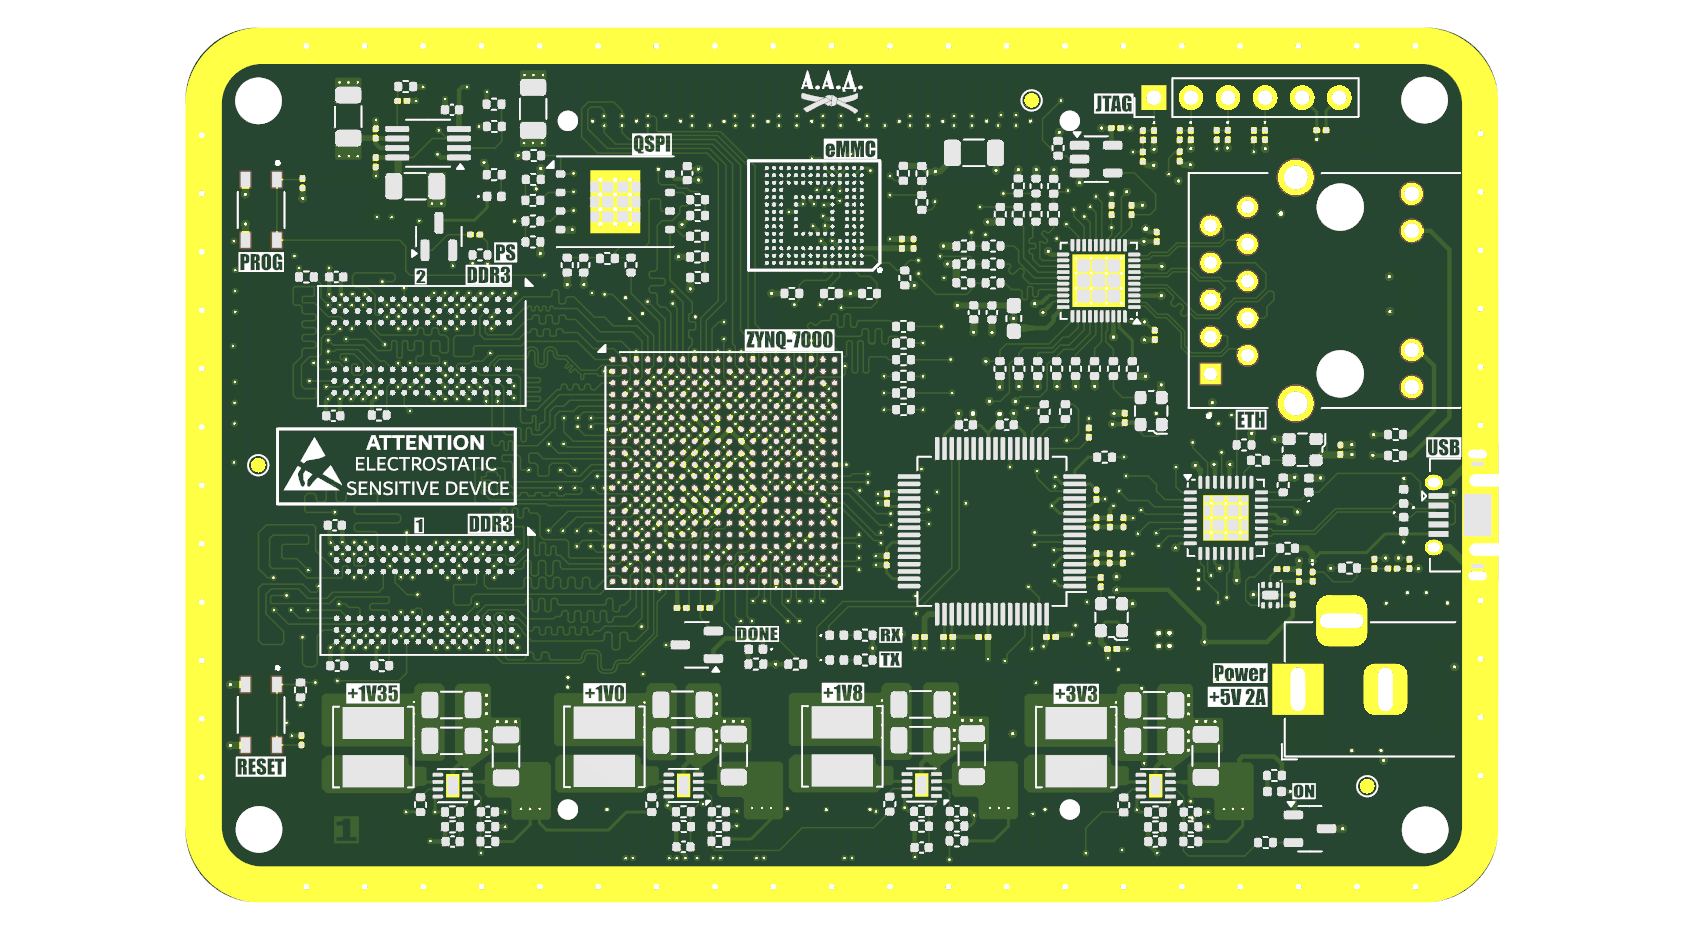 А.А.Д.
JTAG
QSPI
eMMC
PROG
PS
2
DDR3
ZYNQ-7000
ETH
USB
ATTENTION
ELECTROSTATIC
SENSITIVE DEVICE
1
DDR3
DONE
RX
TX
Power
+5V 2A
+1V35
+1V0
+1V8
+3V3
RESET
ON
1